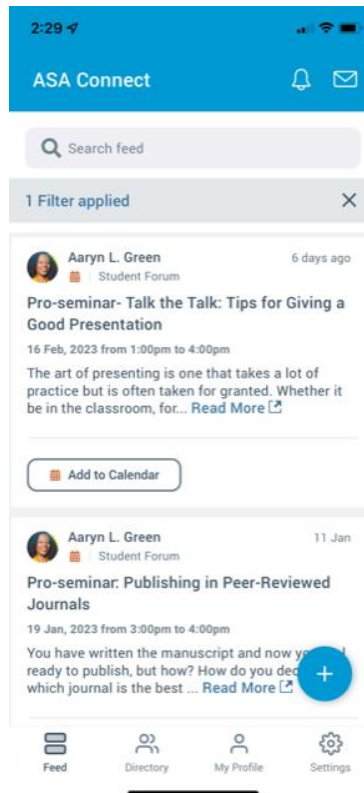 2:29
ASA Connect
Search feed
1 Filter applied
Aaryn L. Green
6 days ago
Student Forum
Pro-seminar- Talk the Talk: Tips for Giving a
Good Presentation
16 Feb, 2023 from 1:00pm to 4:00pm
The art of presenting is one that takes a lot of
practice but is often taken for granted. Whether it
be in the classroom, for... Read More
Add to Calendar
Aaryn L. Green
11 Jan
Student Forum
Pro-seminar: Publishing in Peer-Reviewed
Journals
19 Jan, 2023 from 3:00pm to 4:00pm
You have written the manuscript and now
ready to publish, but how? How do you
which journal is the best ... Read More
Feed
Directory
My Profile
Settings